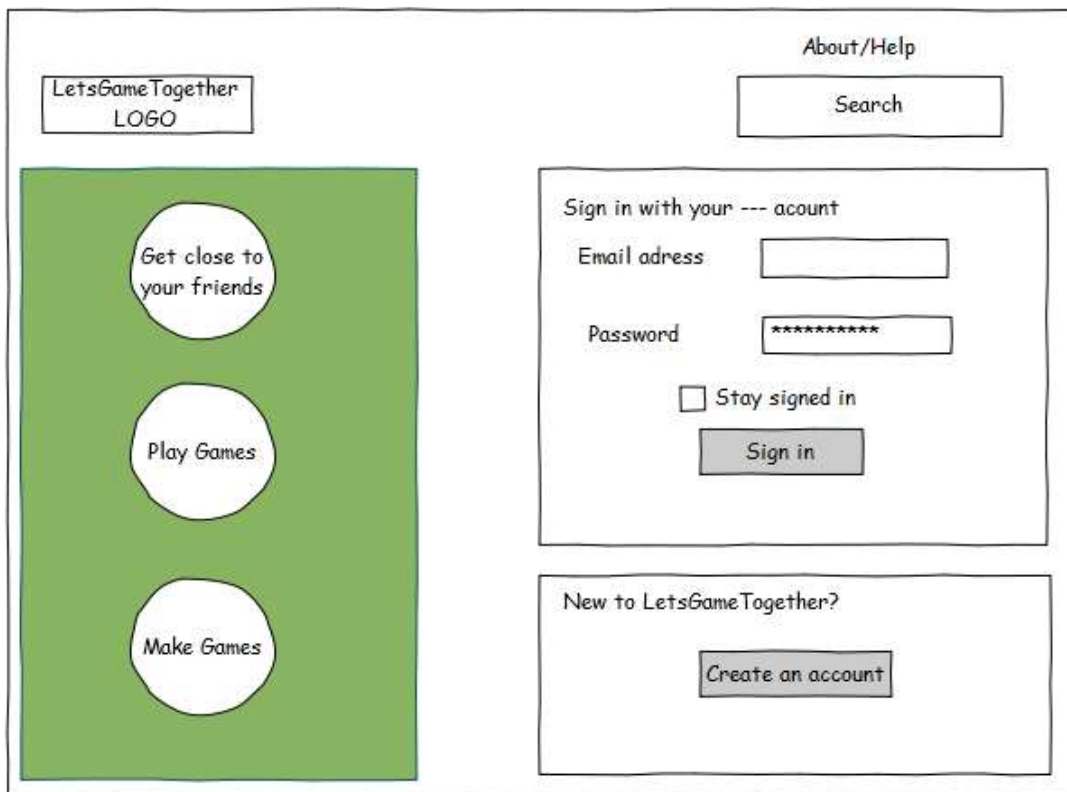 About/Help
LetsGameTogether
LOGO
Search
Get close to
your friends
Play Games
Make Games
Sign in with your --- acount
Email adress
Password
**********
Stay signed in
Sign in
New to LetsGameTogether?
Create an account